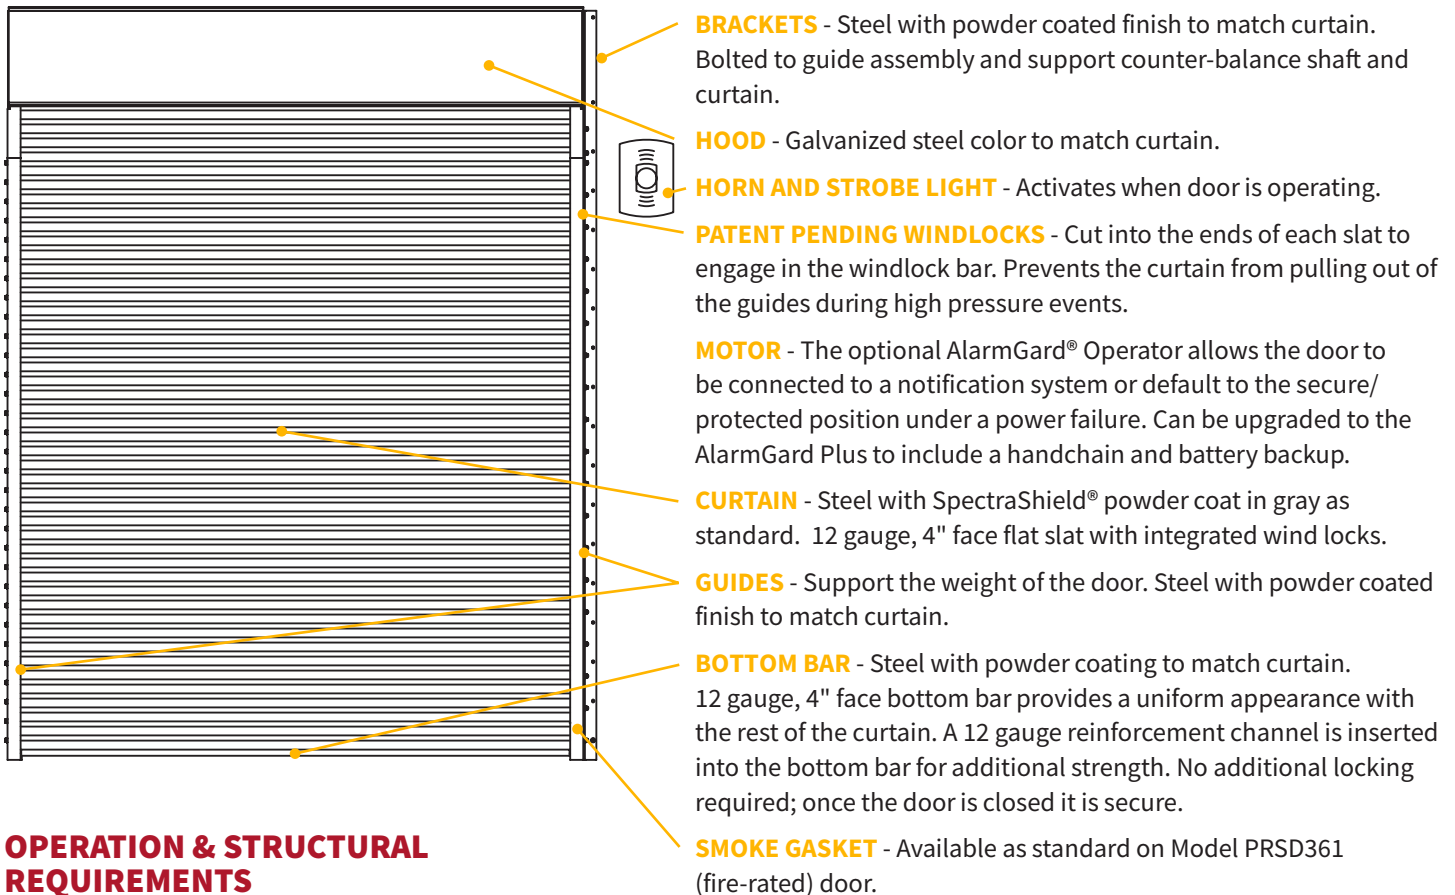 BRACKETS - Steel with powder coated finish to match curtain.
Bolted to guide assembly and support counter-balance shaft and
curtain.
HOOD - Galvanized steel color to match curtain.
HORN AND STROBE LIGHT - Activates when door is operating.
PATENT PENDING WINDLOCKS - Cut into the ends of each slat to
engage in the windlock bar. Prevents the curtain from pulling out of
the guides during high pressure events.
MOTOR - The optional AlarmGard® Operator allows the door to
be connected to a notification system or default to the secure/
protected position under a power failure. Can be upgraded to the
AlarmGard Plus to include a handchain and battery backup.
CURTAIN - Steel with SpectraShield® powder coat in gray as
standard.  12 gauge, 4" face flat slat with integrated wind locks.
GUIDES - Support the weight of the door. Steel with powder coated
finish to match curtain.
BOTTOM BAR - Steel with powder coating to match curtain.
12 gauge, 4" face bottom bar provides a uniform appearance with
the rest of the curtain. A 12 gauge reinforcement channel is inserted
into the bottom bar for additional strength. No additional locking
required; once the door is closed it is secure.
SMOKE GASKET - Available as standard on Model PRSD361
(fire-rated) door.
OPERATION & STRUCTURAL
REQUIREMENTS